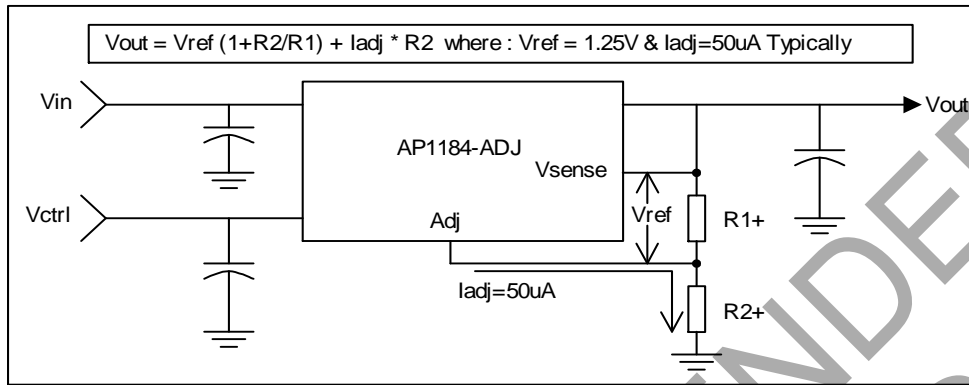 Vout = Vref (1+R2/R1) + Iadj * R2 where : Vref = 1.25V & Iadj=50uA Typically
Vin
Vout
AP1184-ADJ
Vsense
Vctrl
Vref
R1+
Adj
Iadj=50uA
R2+